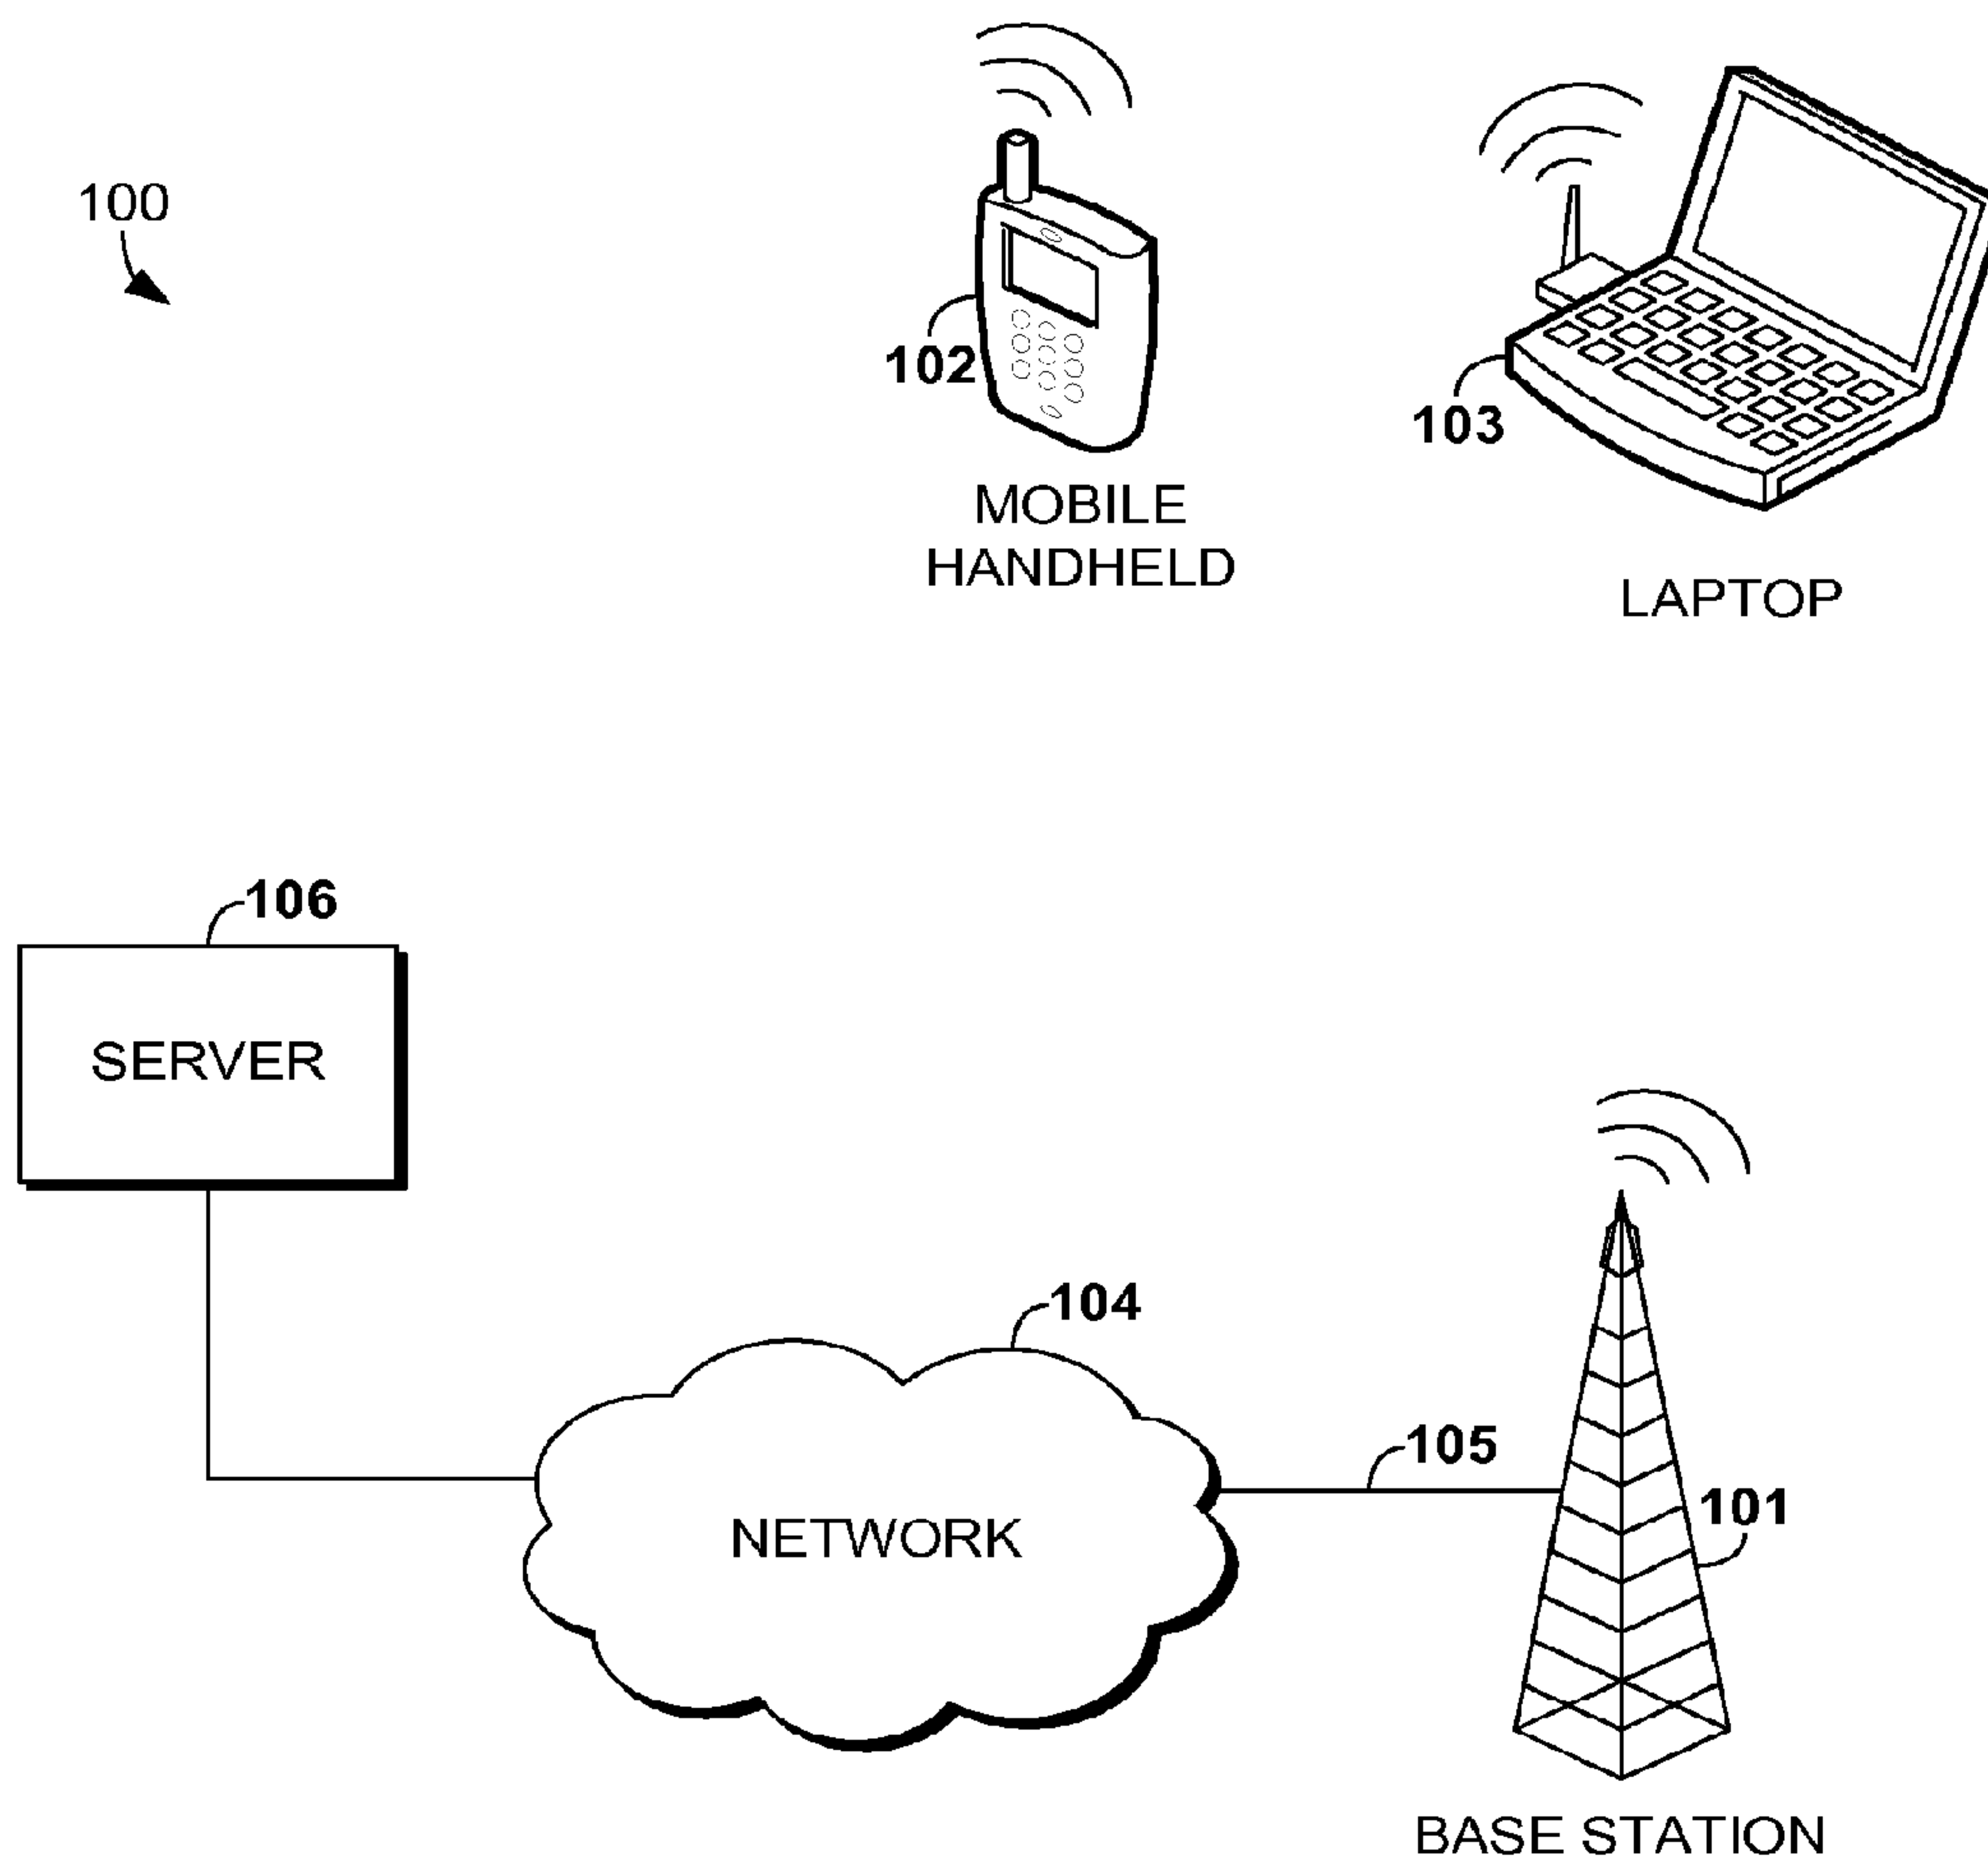 100
102
MOBILE
HANDHELD
103
LAPTOP
106
SERVER
104
NETWORK
105
101
BASE STATION